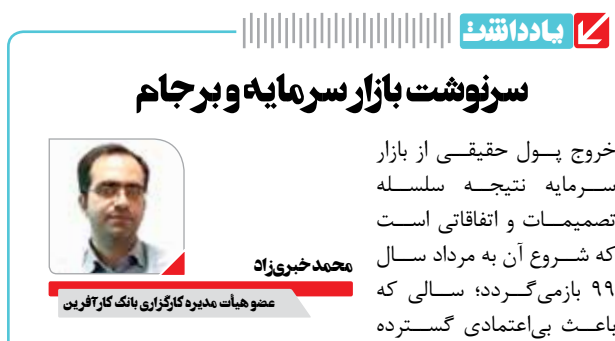 یادداشت
سرنوشت بازار سرمایه و برجام
محمد خبری‌زاد
عضو هیأت مدیره کارگزاری بانک کارآفرین
خروج پول حقیقی از بازار
سرمایه نتیجه سلسله
تصمیمات و اتفاقاتی است
که شروع آن به مرداد سال
۹۹ بازمی‌گردد؛ سالی که
باعث بی‌اعتمادی گسترده